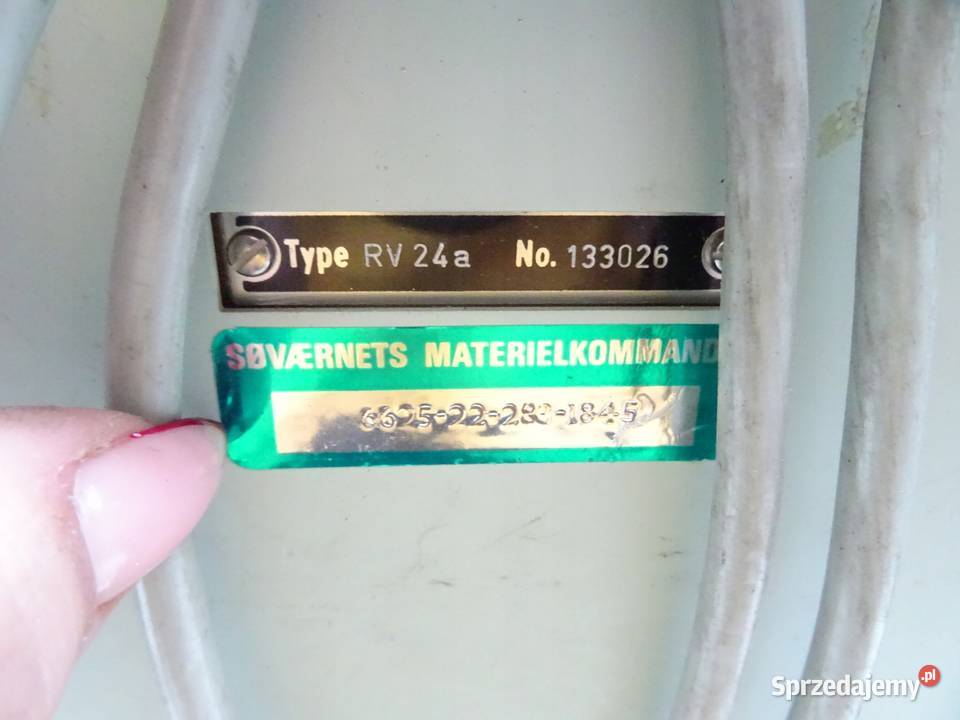 Type RV 24a No. 133026
SØVÆRNETS MATERIELKOMMAND
Sprzedajemy.pl